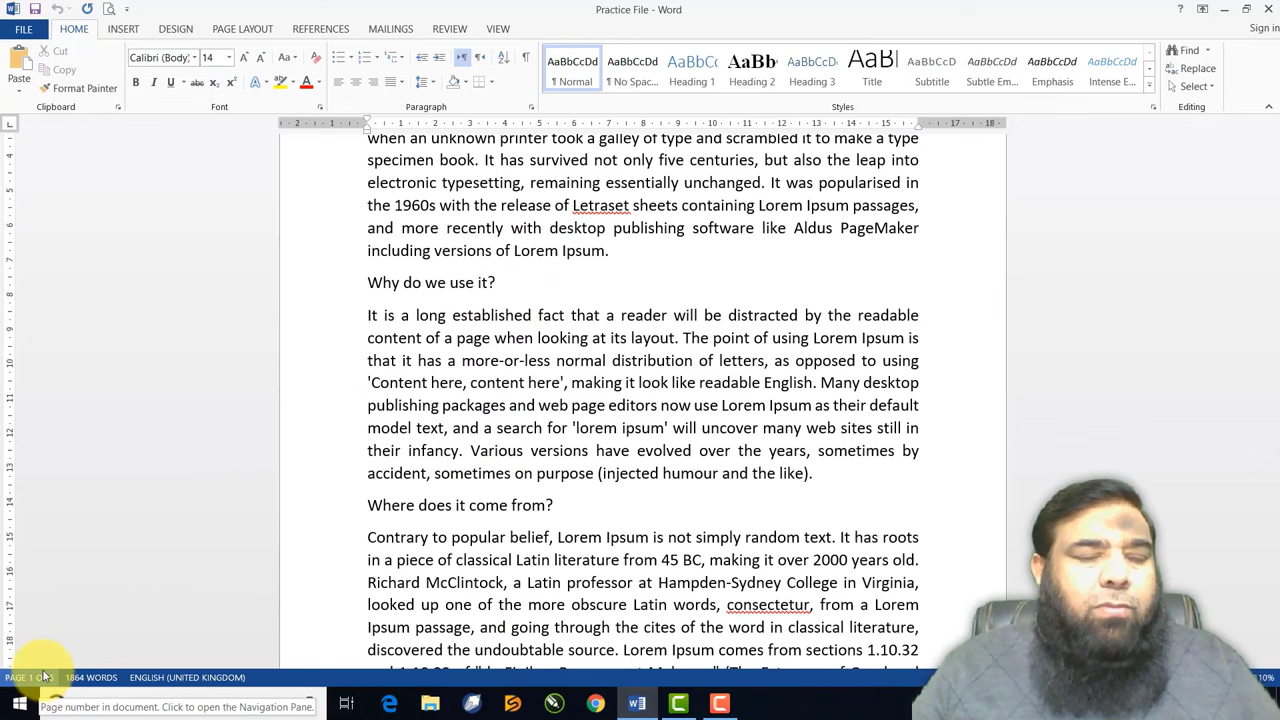 Practice File - Word
Sign in
FILE HOME INSERT DESIGN PAGE LAYOUT REFERENCES MAILINGS REVIEW VIEW
Paste
Cut
Copy
Format Painter
Clipboard
Calibri (Body) 14
Font
Paragraph
AaBbCcDd AaBbCcDd AaBbCc AaBb AaBbCcDd AaBb AaBbCcDd AaBbCcDd AaBbCcDd AaBbCcDd
¶ Normal ¶ No Spac... Heading 1 Heading 2 Heading 3 Title Subtitle Subtle Em... Emphasis Intense E...
Styles
Find
Replace
Select
Editing
when an unknown printer took a galley of type and scrambled it to make a type
specimen book. It has survived not only five centuries, but also the leap into
electronic typesetting, remaining essentially unchanged. It was popularised in
the 1960s with the release of Letraset sheets containing Lorem Ipsum passages,
and more recently with desktop publishing software like Aldus PageMaker
including versions of Lorem Ipsum.
Why do we use it?
It is a long established fact that a reader will be distracted by the readable
content of a page when looking at its layout. The point of using Lorem Ipsum is
that it has a more-or-less normal distribution of letters, as opposed to using
'Content here, content here', making it look like readable English. Many desktop
publishing packages and web page editors now use Lorem Ipsum as their default
model text, and a search for 'lorem ipsum' will uncover many web sites still in
their infancy. Various versions have evolved over the years, sometimes by
accident, sometimes on purpose (injected humour and the like).
Where does it come from?
Contrary to popular belief, Lorem Ipsum is not simply random text. It has roots
in a piece of classical Latin literature from 45 BC, making it over 2000 years old.
Richard McClintock, a Latin professor at Hampden-Sydney College in Virginia,
looked up one of the more obscure Latin words, consectetur, from a Lorem
Ipsum passage, and going through the cites of the word in classical literature,
discovered the undoubtable source. Lorem Ipsum comes from sections 1.10.32
PAGE 1 1864 WORDS ENGLISH (UNITED KINGDOM) 10%
Page number in document. Click to open the Navigation Pane.